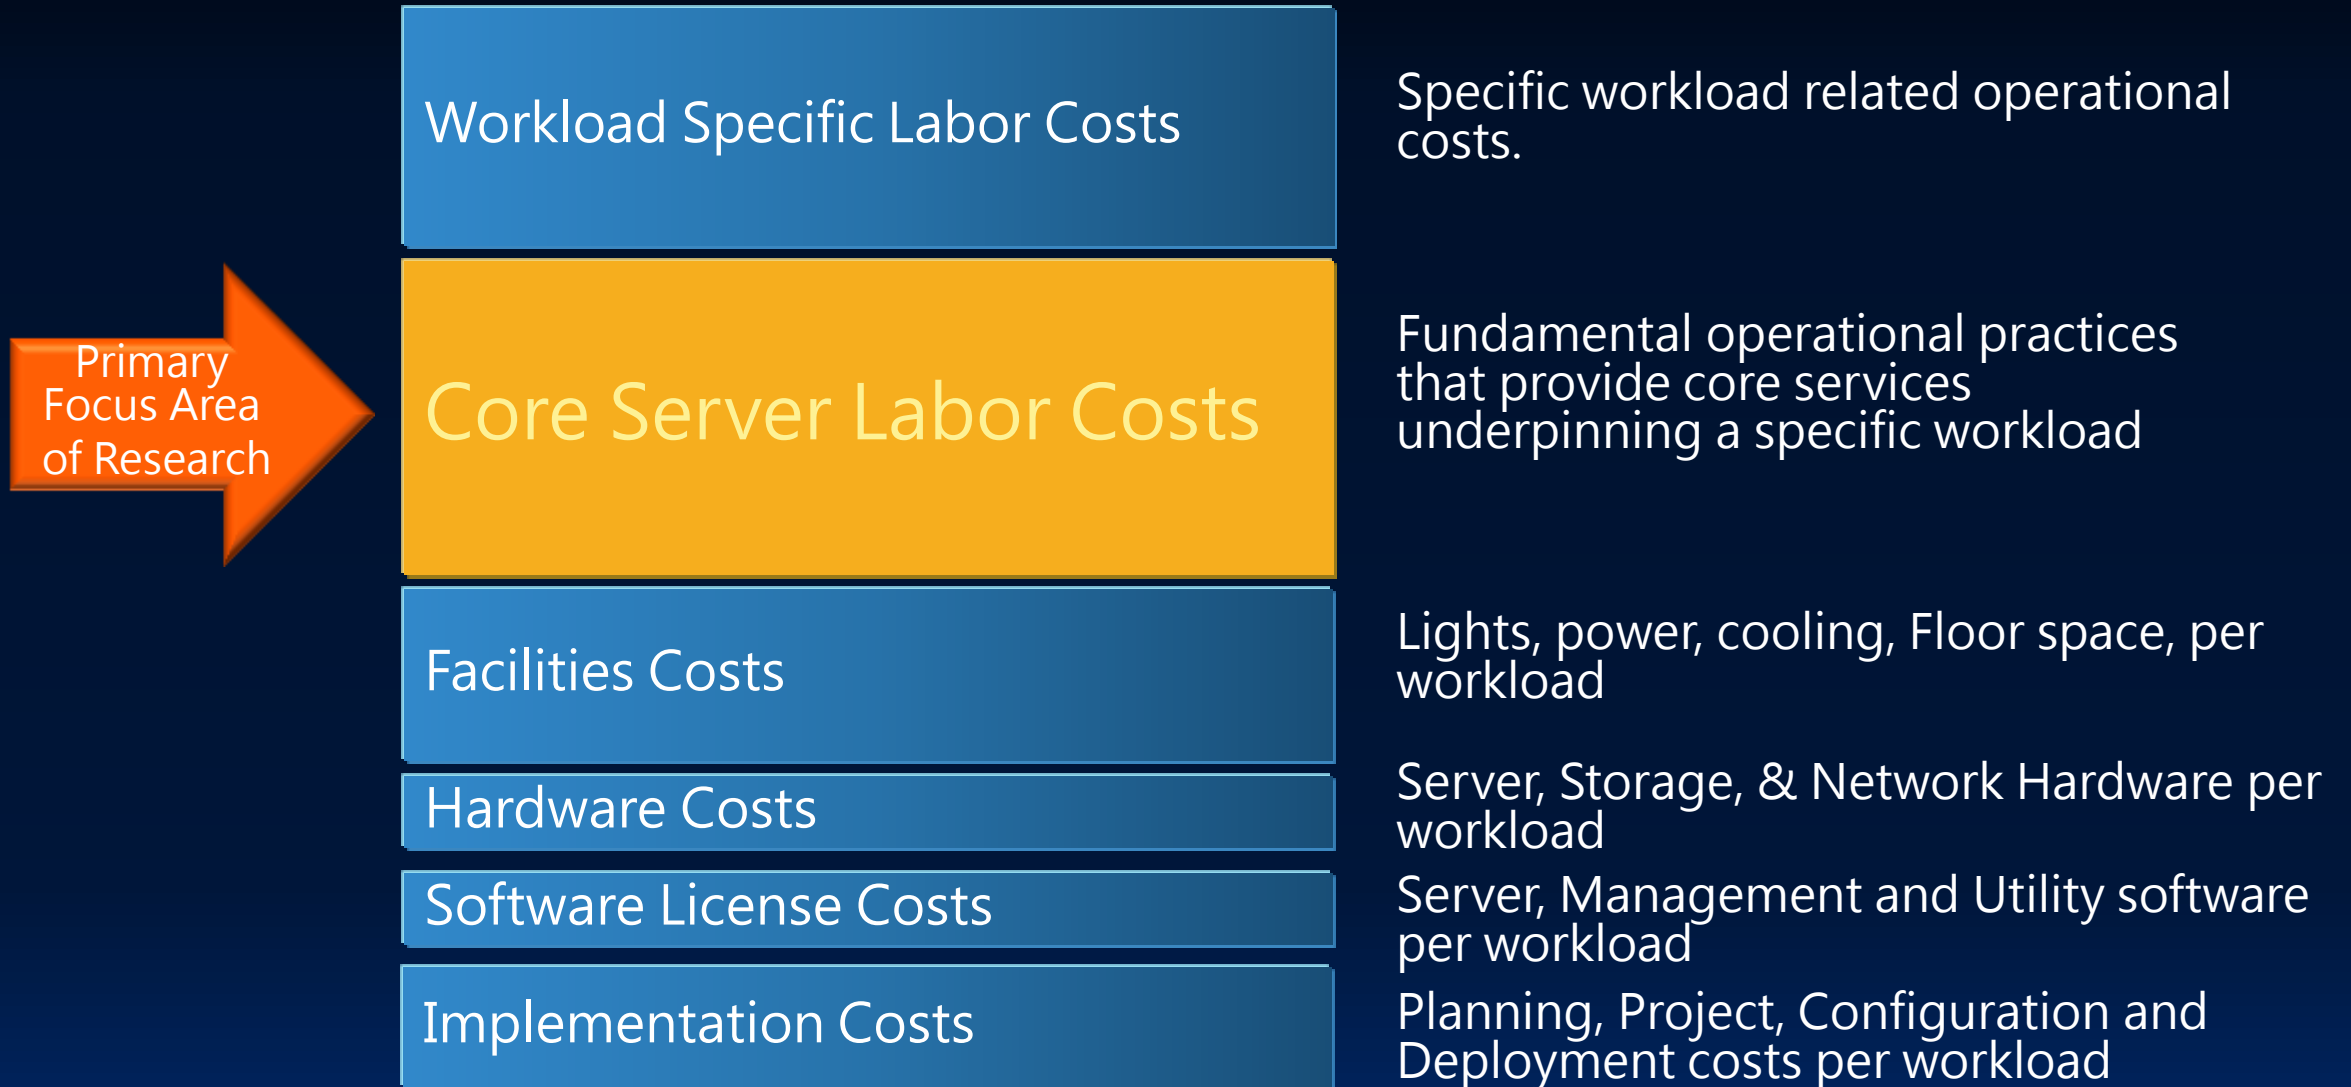 Workload Specific Labor Costs
Specific workload related operational
costs.
Primary
Focus Area
of Research
Core Server Labor Costs
Fundamental operational practices
that provide core services
underpinning a specific workload
Facilities Costs
Lights, power, cooling, Floor space, per
workload
Hardware Costs
Server, Storage, & Network Hardware per
workload
Software License Costs
Server, Management and Utility software
per workload
Implementation Costs
Planning, Project, Configuration and
Deployment costs per workload